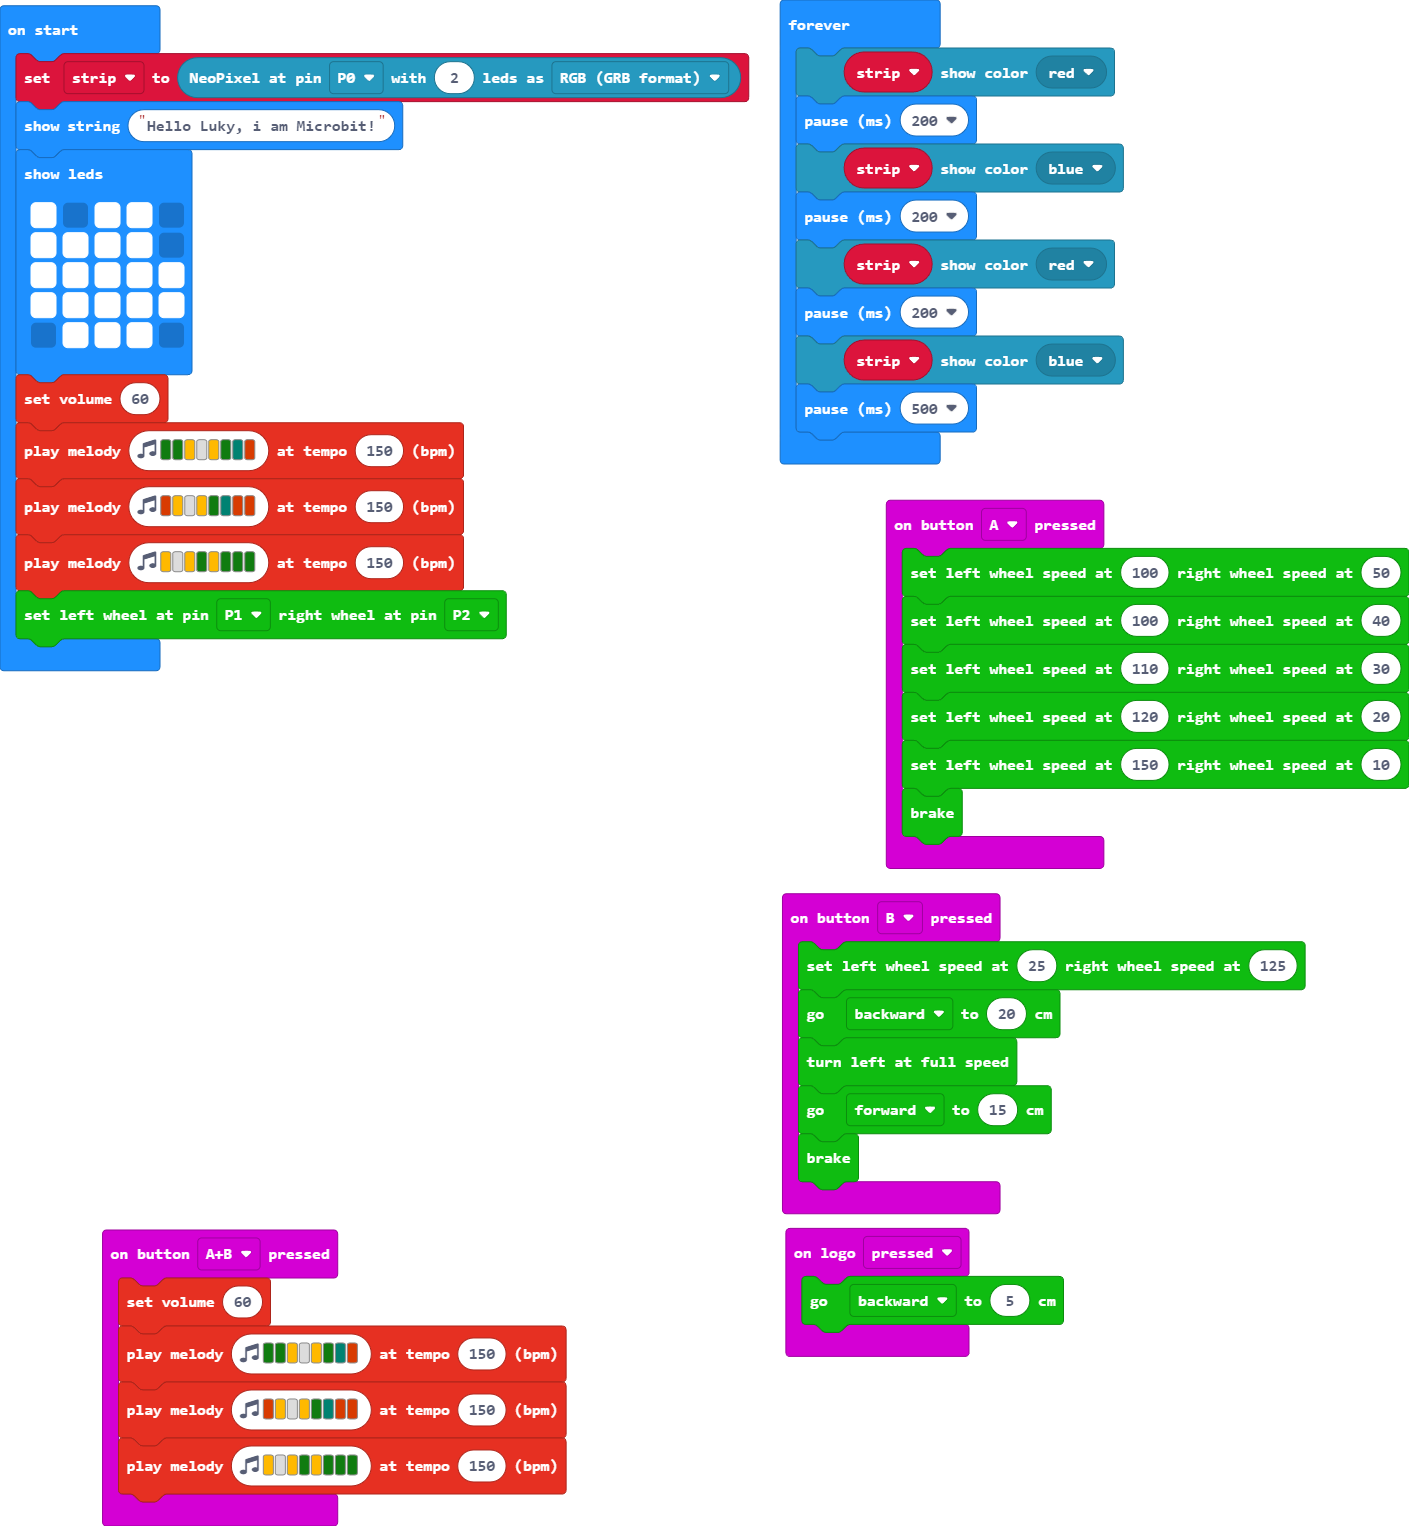 on start
set strip to NeoPixel at pin P0 with 2 leds as RGB (GRB format)
show string "Hello Luky, i am Microbit!"
show leds
set volume 60
play melody at tempo 150 (bpm)
play melody at tempo 150 (bpm)
play melody at tempo 150 (bpm)
set left wheel at pin P1 right wheel at pin P2
forever
strip show color red
pause (ms) 200
strip show color blue
pause (ms) 200
strip show color red
pause (ms) 200
strip show color blue
pause (ms) 500
on button A pressed
set left wheel speed at 100 right wheel speed at 50
set left wheel speed at 100 right wheel speed at 40
set left wheel speed at 110 right wheel speed at 30
set left wheel speed at 120 right wheel speed at 20
set left wheel speed at 150 right wheel speed at 10
brake
on button B pressed
set left wheel speed at 25 right wheel speed at 125
go backward to 20 cm
turn left at full speed
go forward to 15 cm
brake
on button A+B pressed
set volume 60
play melody at tempo 150 (bpm)
play melody at tempo 150 (bpm)
play melody at tempo 150 (bpm)
on logo pressed
go backward to 5 cm